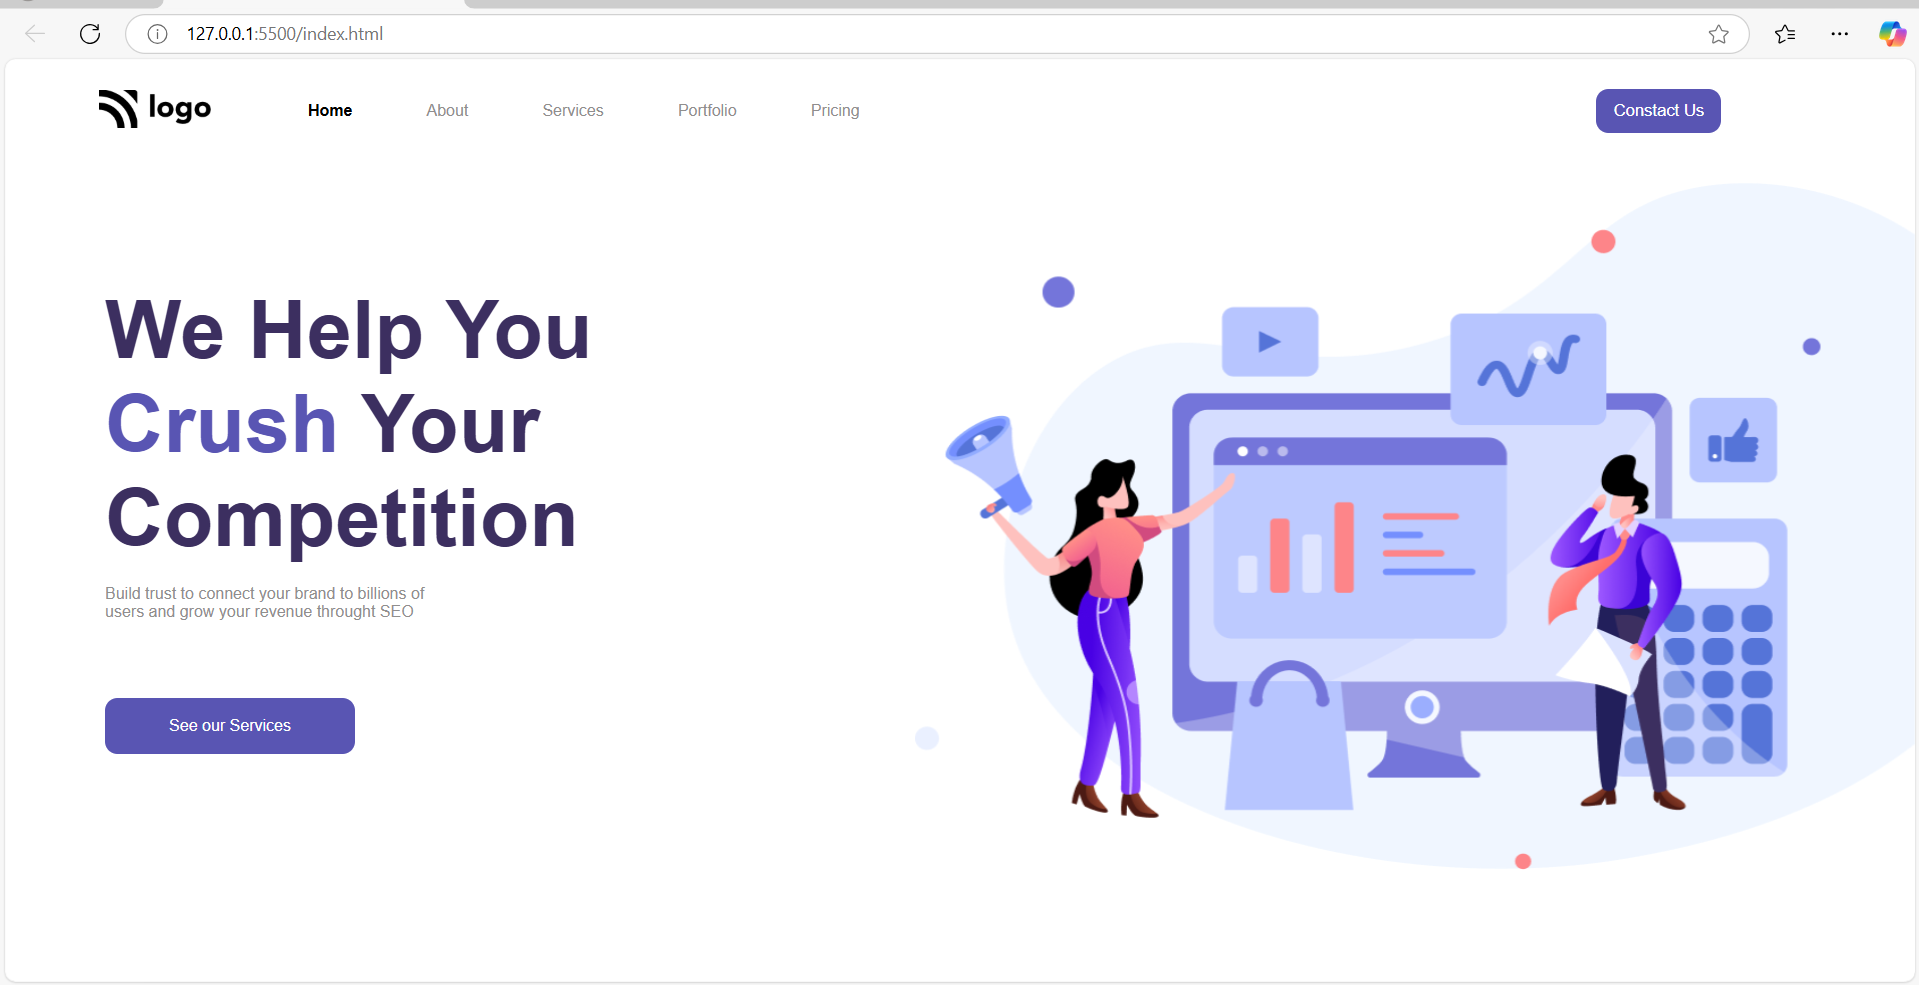 127.0.0.1:5500/index.html
logo
Home About Services Portfolio Pricing Constact Us
We Help You
Crush Your
Competition
Build trust to connect your brand to billions of
users and grow your revenue throught SEO
See our Services